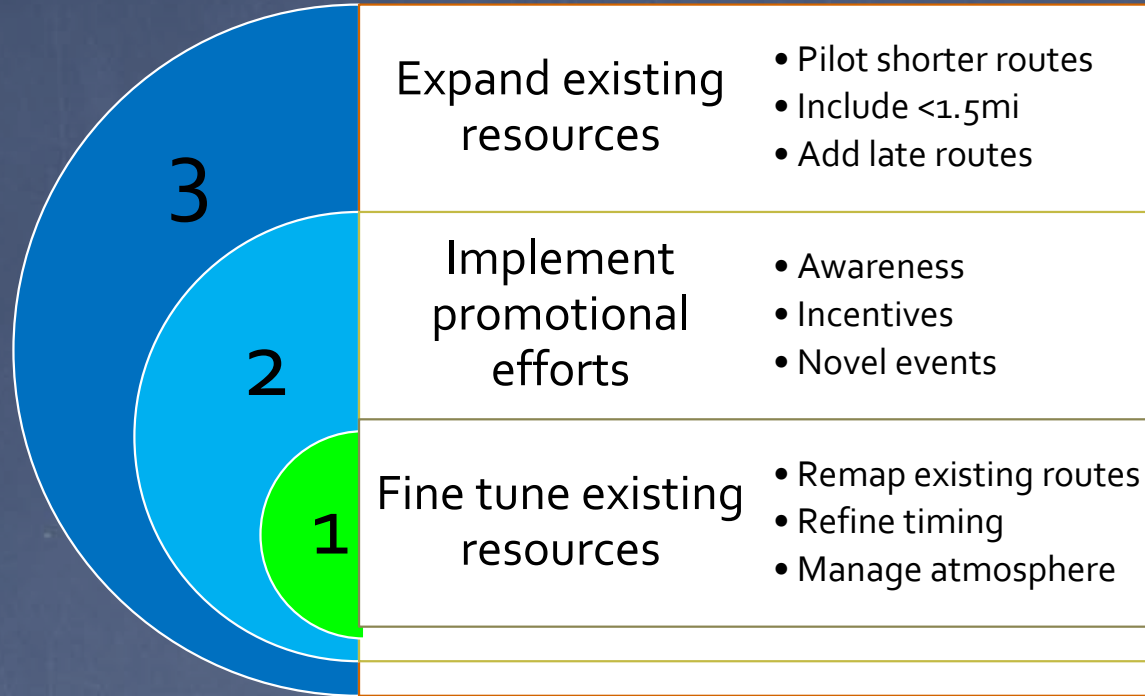 3
Expand existing
resources
• Pilot shorter routes
• Include <1.5mi
• Add late routes
2
Implement
promotional
efforts
• Awareness
• Incentives
• Novel events
1
Fine tune existing
resources
• Remap existing routes
• Refine timing
• Manage atmosphere